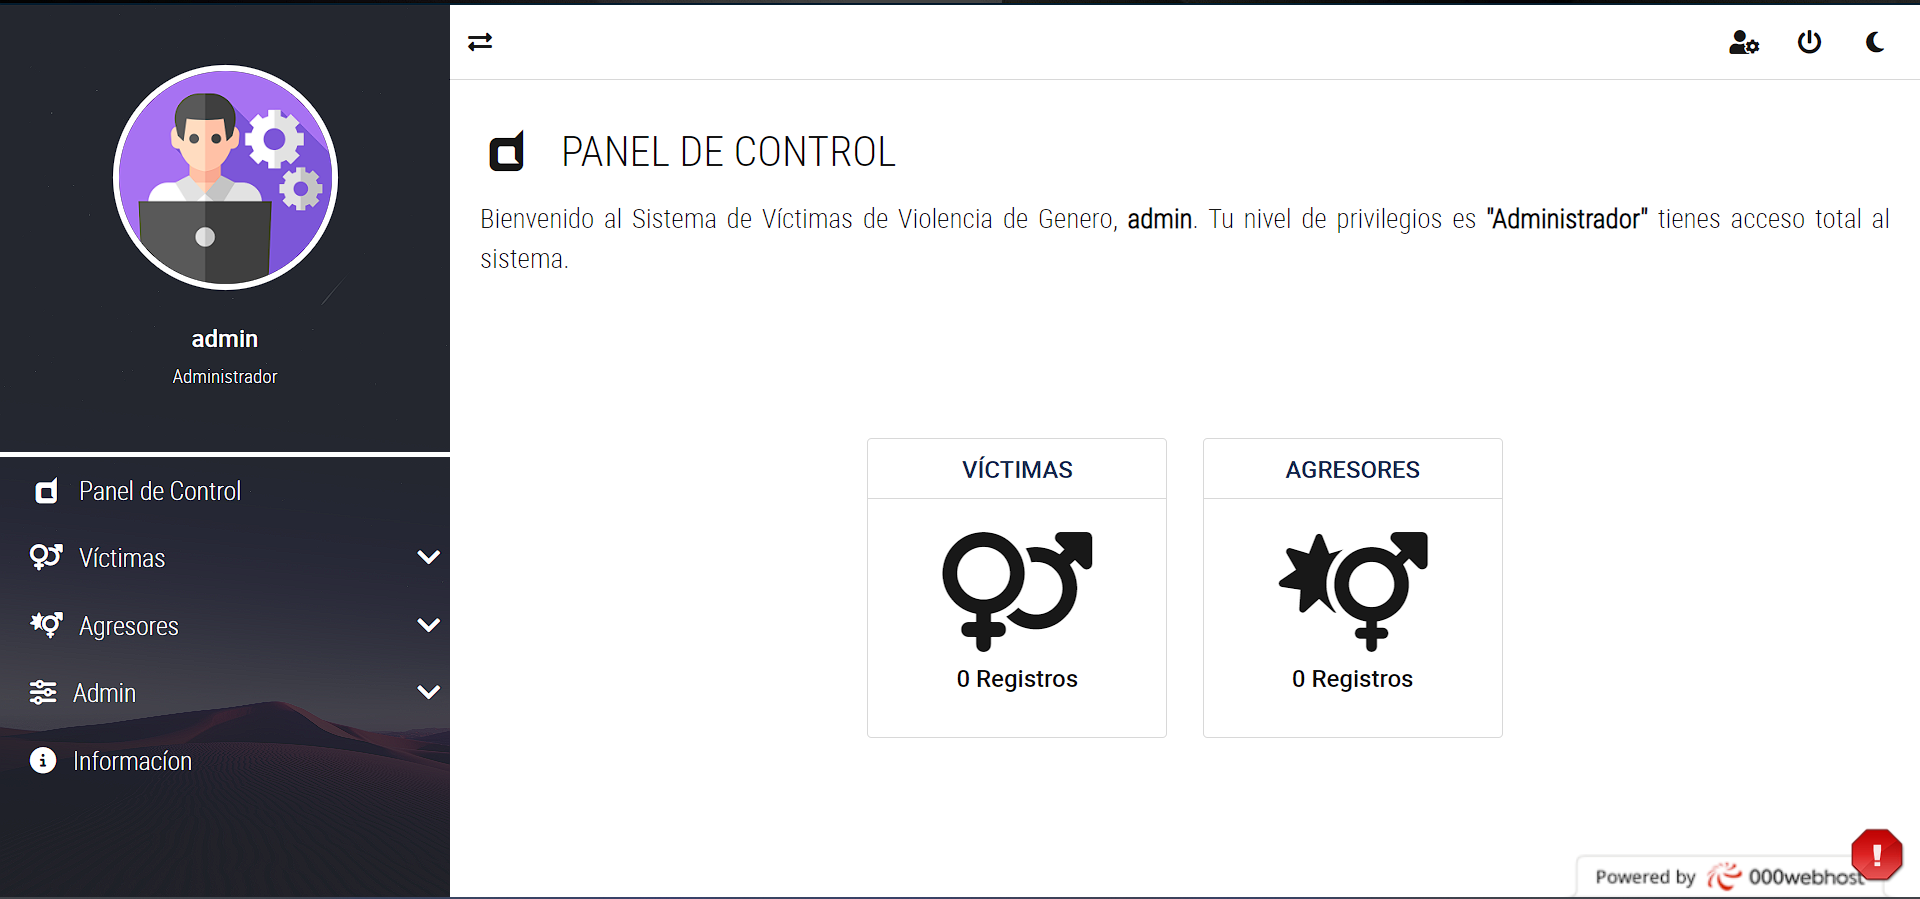 admin
Administrador
Panel de Control
Víctimas
Agresores
Admin
Informacíon
PANEL DE CONTROL
Bienvenido al Sistema de Víctimas de Violencia de Genero, admin. Tu nivel de privilegios es "Administrador" tienes acceso total al
sistema.
VÍCTIMAS
0 Registros
AGRESORES
0 Registros
Powered by 000webhost